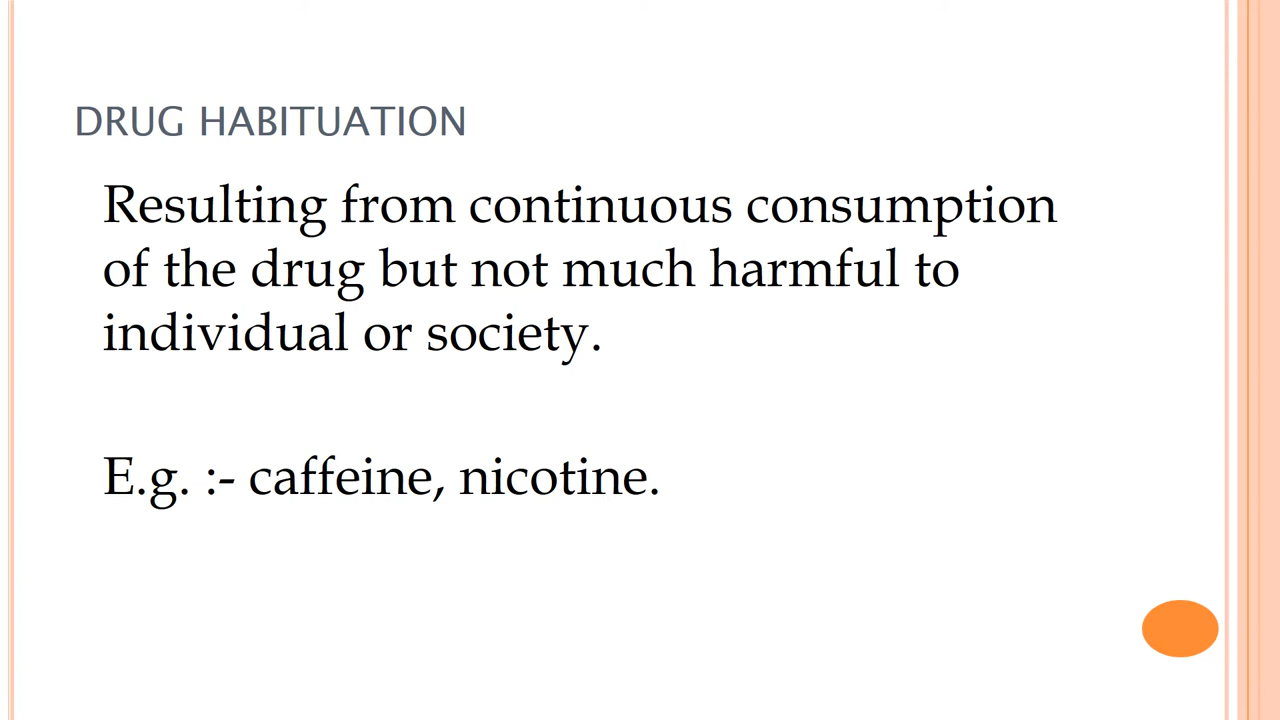 DRUG HABITUATION
Resulting from continuous consumption
of the drug but not much harmful to
individual or society.
E.g. :- caffeine, nicotine.